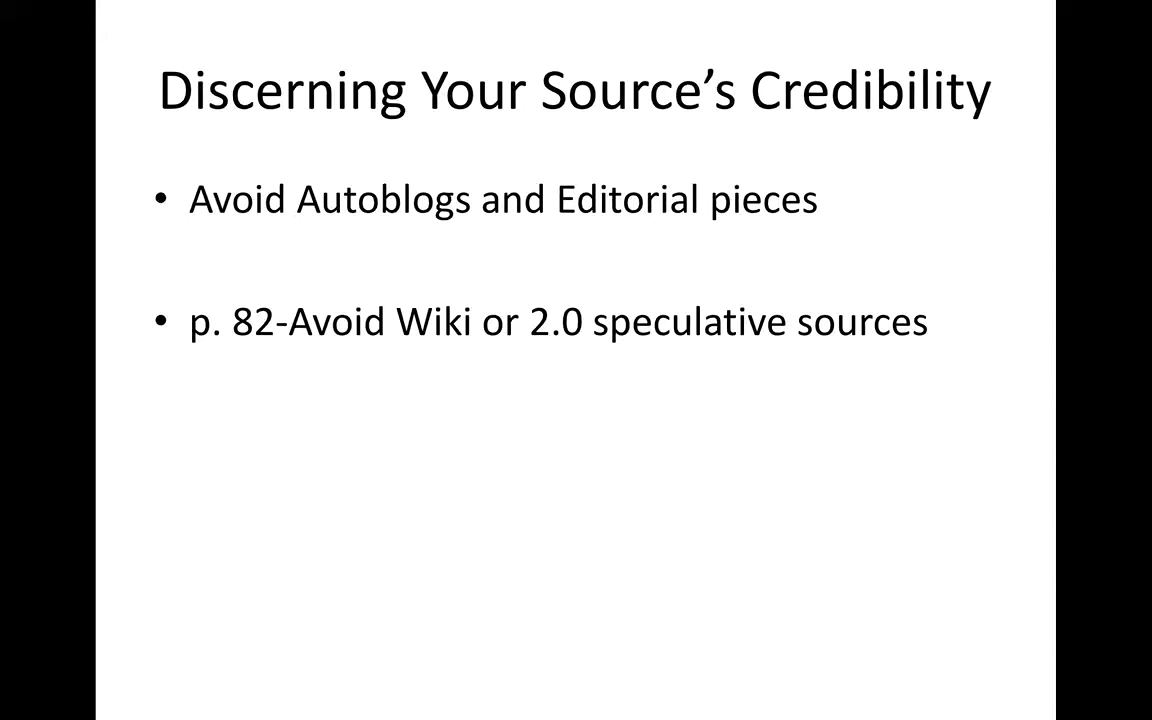 Discerning Your Source’s Credibility
• Avoid Autoblogs and Editorial pieces
• p. 82-Avoid Wiki or 2.0 speculative sources